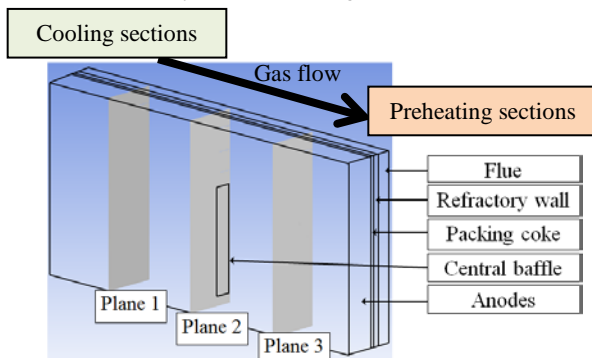 Cooling sections
Gas flow
Preheating sections
Flue
Refractory wall
Packing coke
Central baffle
Anodes
Plane 1
Plane 2
Plane 3